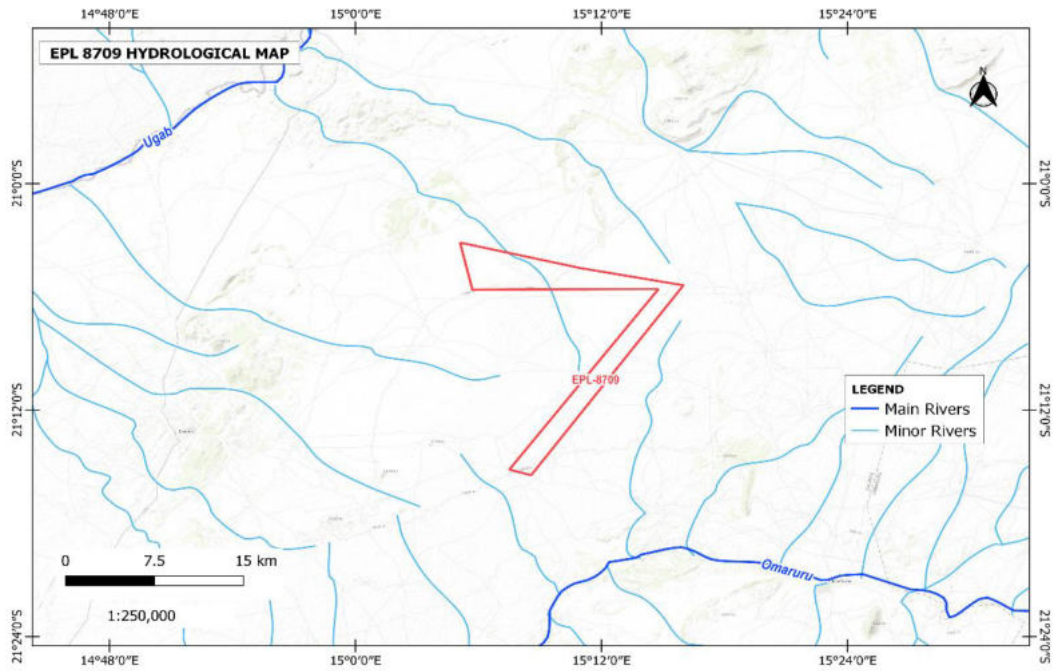 14°48'0"E 15°0'0"E 15°12'0"E 15°24'0"E
EPL 8709 HYDROLOGICAL MAP
N
Ugab
21°0'0"S 21°0'0"S
EPL-8709
LEGEND
Main Rivers
Minor Rivers
21°12'0"S 21°12'0"S
0 7.5 15 km
1:250,000
Omaruru
21°24'0"S 21°24'0"S
14°48'0"E 15°0'0"E 15°12'0"E 15°24'0"E